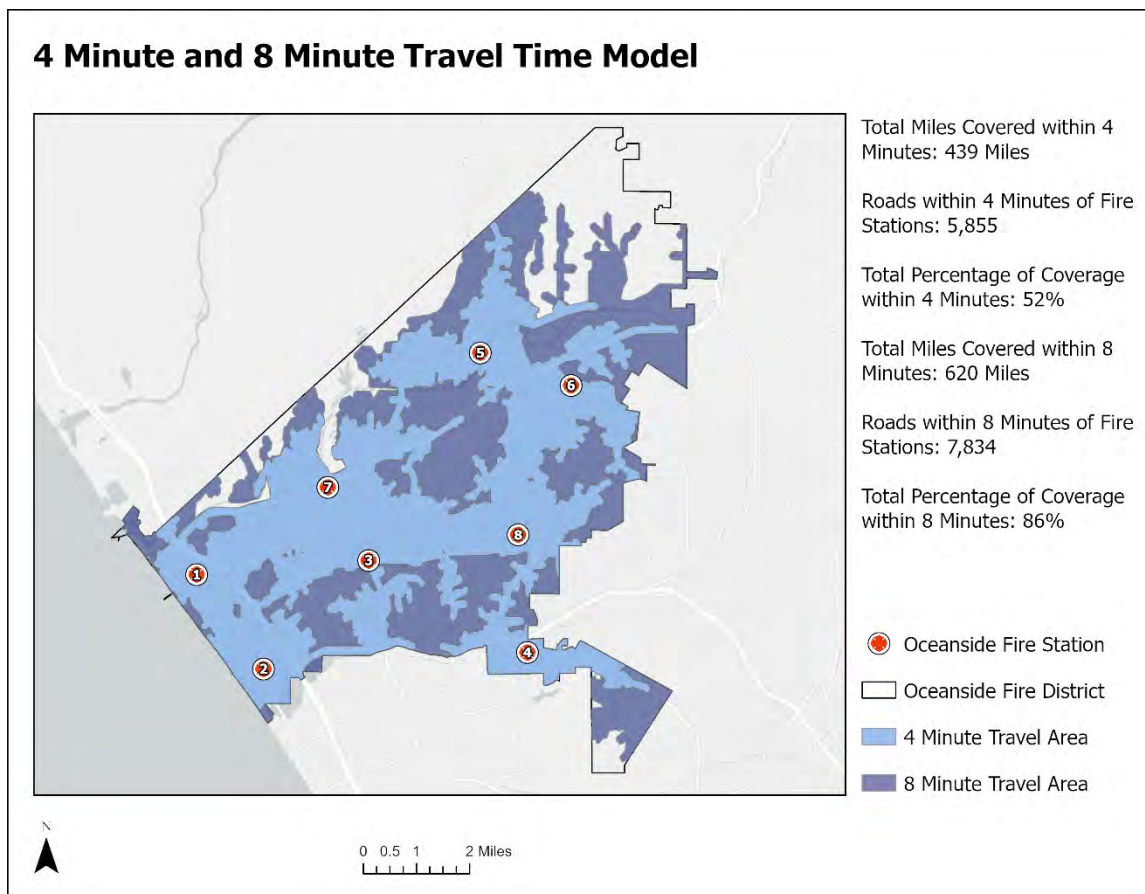 4 Minute and 8 Minute Travel Time Model
Total Miles Covered within 4
Minutes: 439 Miles
Roads within 4 Minutes of Fire
Stations: 5,855
Total Percentage of Coverage
within 4 Minutes: 52%
Total Miles Covered within 8
Minutes: 620 Miles
Roads within 8 Minutes of Fire
Stations: 7,834
Total Percentage of Coverage
within 8 Minutes: 86%
5
6
7
8
3
1
4
2
Oceanside Fire Station
Oceanside Fire District
4 Minute Travel Area
8 Minute Travel Area
N
0 0.5 1 2 Miles